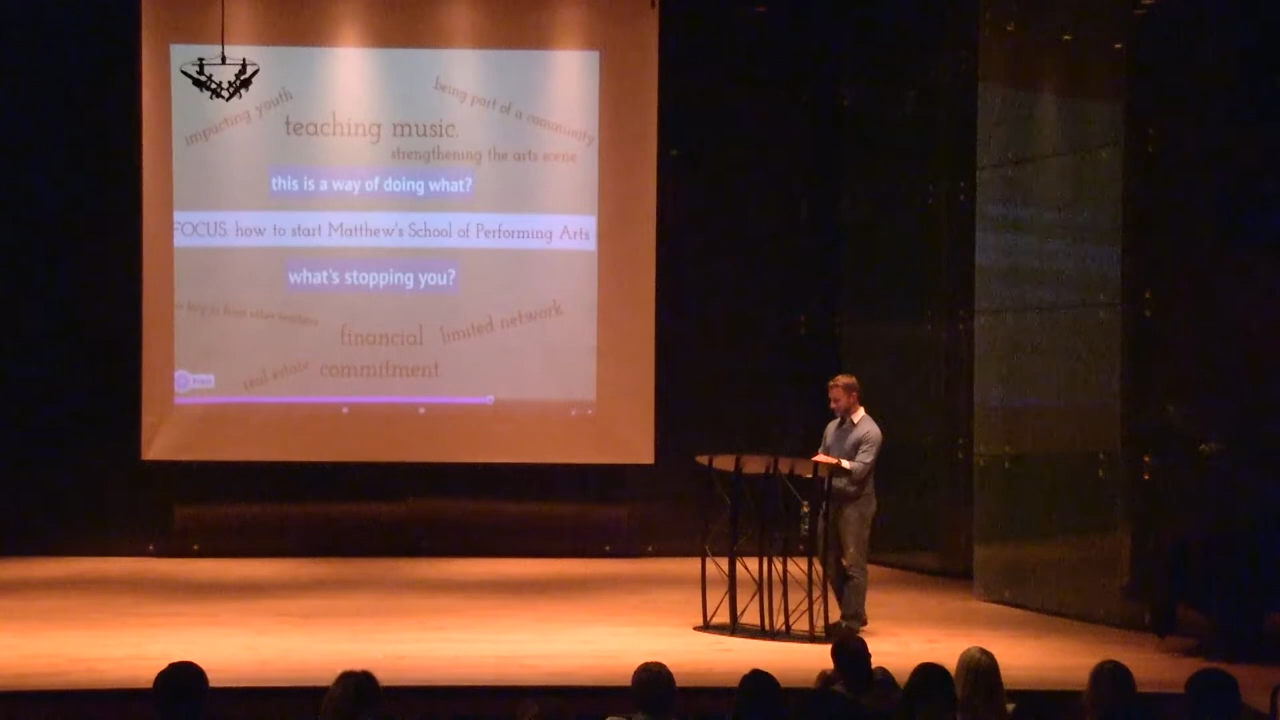 being part of a community
impacting youth
teaching music.
strengthening the arts scene
this is a way of doing what?
FOCUS: how to start Matthew's School of Performing Arts
what's stopping you?
limited network
financial
real estate
commitment